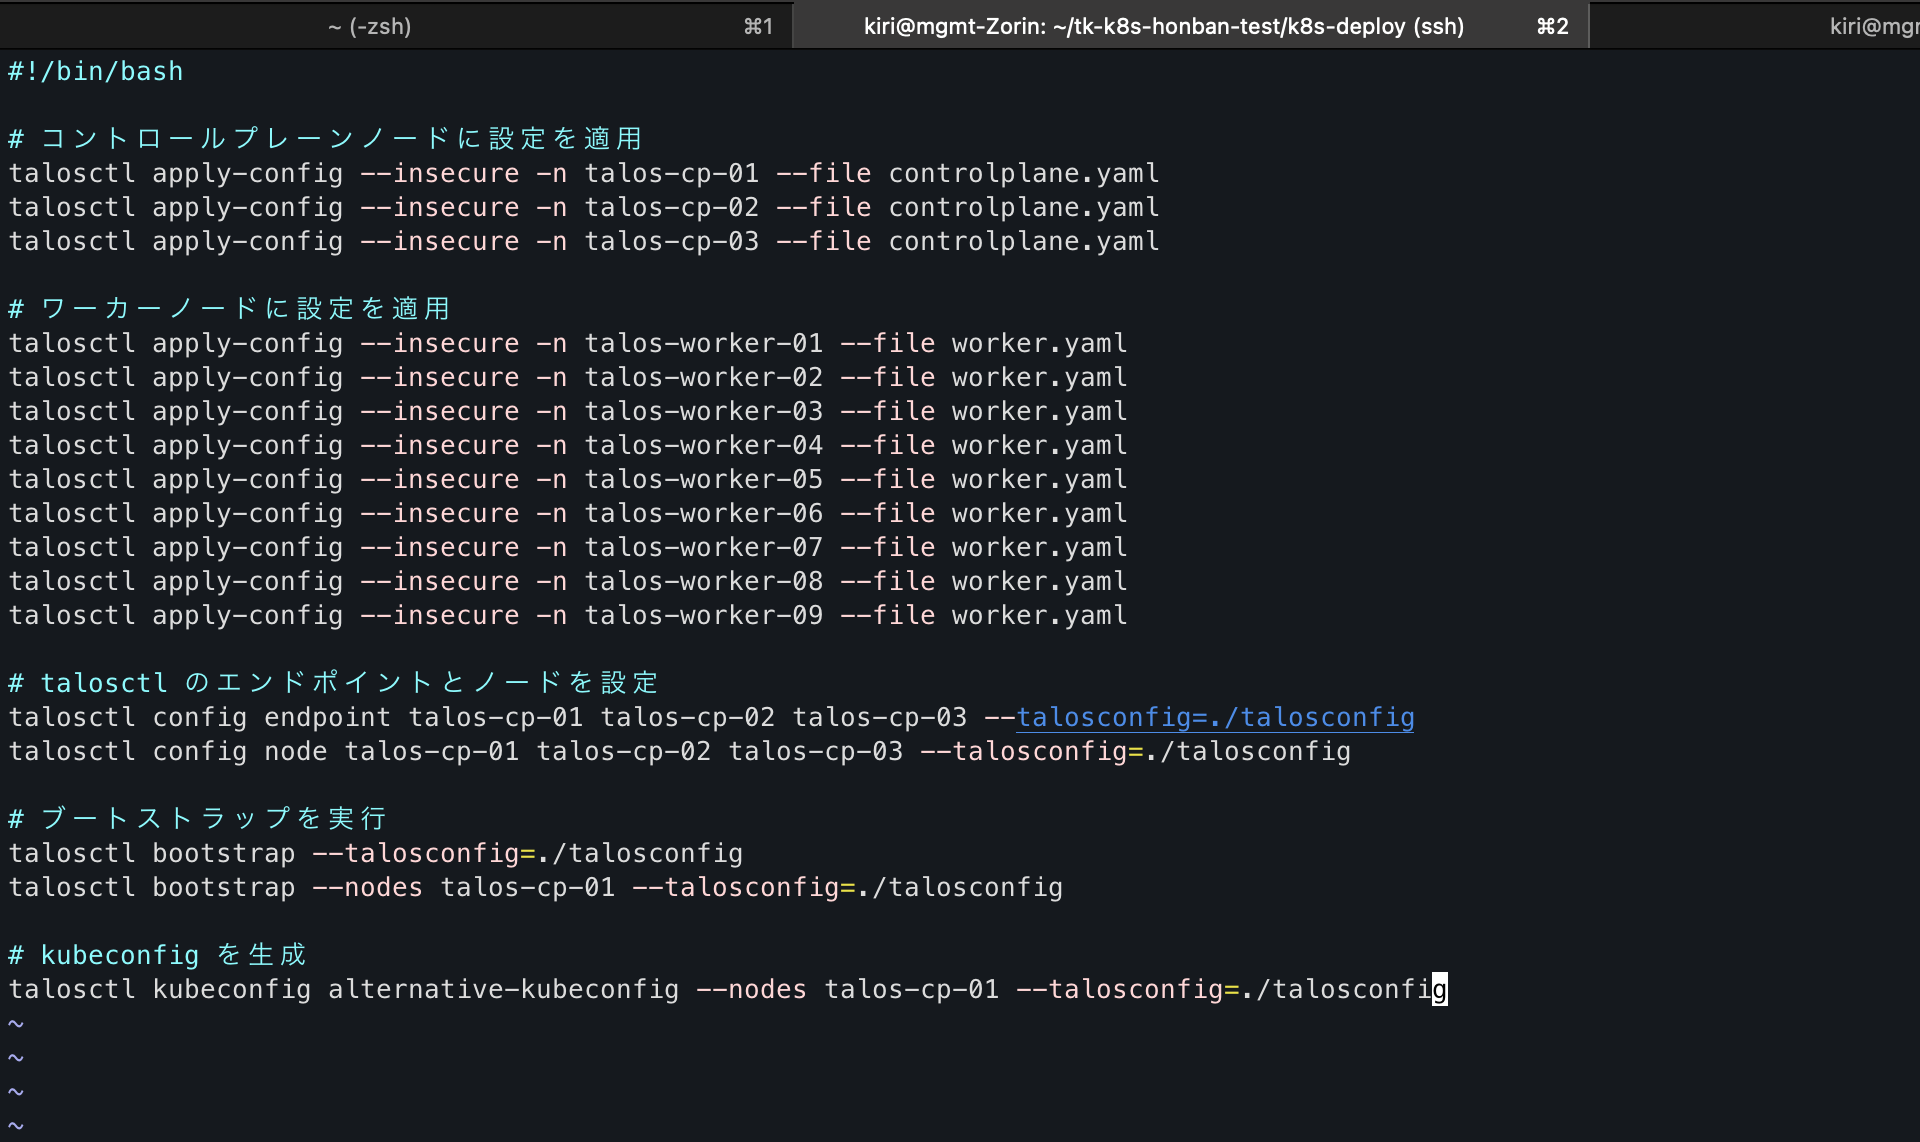 ~ (-zsh) ⌘1 kiri@mgmt-Zorin: ~/tk-k8s-honban-test/k8s-deploy (ssh) ⌘2 kiri@mgm
#!/bin/bash
# コントロールプレーンノードに設定を適用
talosctl apply-config --insecure -n talos-cp-01 --file controlplane.yaml
talosctl apply-config --insecure -n talos-cp-02 --file controlplane.yaml
talosctl apply-config --insecure -n talos-cp-03 --file controlplane.yaml
# ワーカーノードに設定を適用
talosctl apply-config --insecure -n talos-worker-01 --file worker.yaml
talosctl apply-config --insecure -n talos-worker-02 --file worker.yaml
talosctl apply-config --insecure -n talos-worker-03 --file worker.yaml
talosctl apply-config --insecure -n talos-worker-04 --file worker.yaml
talosctl apply-config --insecure -n talos-worker-05 --file worker.yaml
talosctl apply-config --insecure -n talos-worker-06 --file worker.yaml
talosctl apply-config --insecure -n talos-worker-07 --file worker.yaml
talosctl apply-config --insecure -n talos-worker-08 --file worker.yaml
talosctl apply-config --insecure -n talos-worker-09 --file worker.yaml
# talosctl のエンドポイントとノードを設定
talosctl config endpoint talos-cp-01 talos-cp-02 talos-cp-03 --talosconfig=./talosconfig
talosctl config node talos-cp-01 talos-cp-02 talos-cp-03 --talosconfig=./talosconfig
# ブートストラップを実行
talosctl bootstrap --talosconfig=./talosconfig
talosctl bootstrap --nodes talos-cp-01 --talosconfig=./talosconfig
# kubeconfig を生成
talosctl kubeconfig alternative-kubeconfig --nodes talos-cp-01 --talosconfig=./talosconfig
~
~
~
~